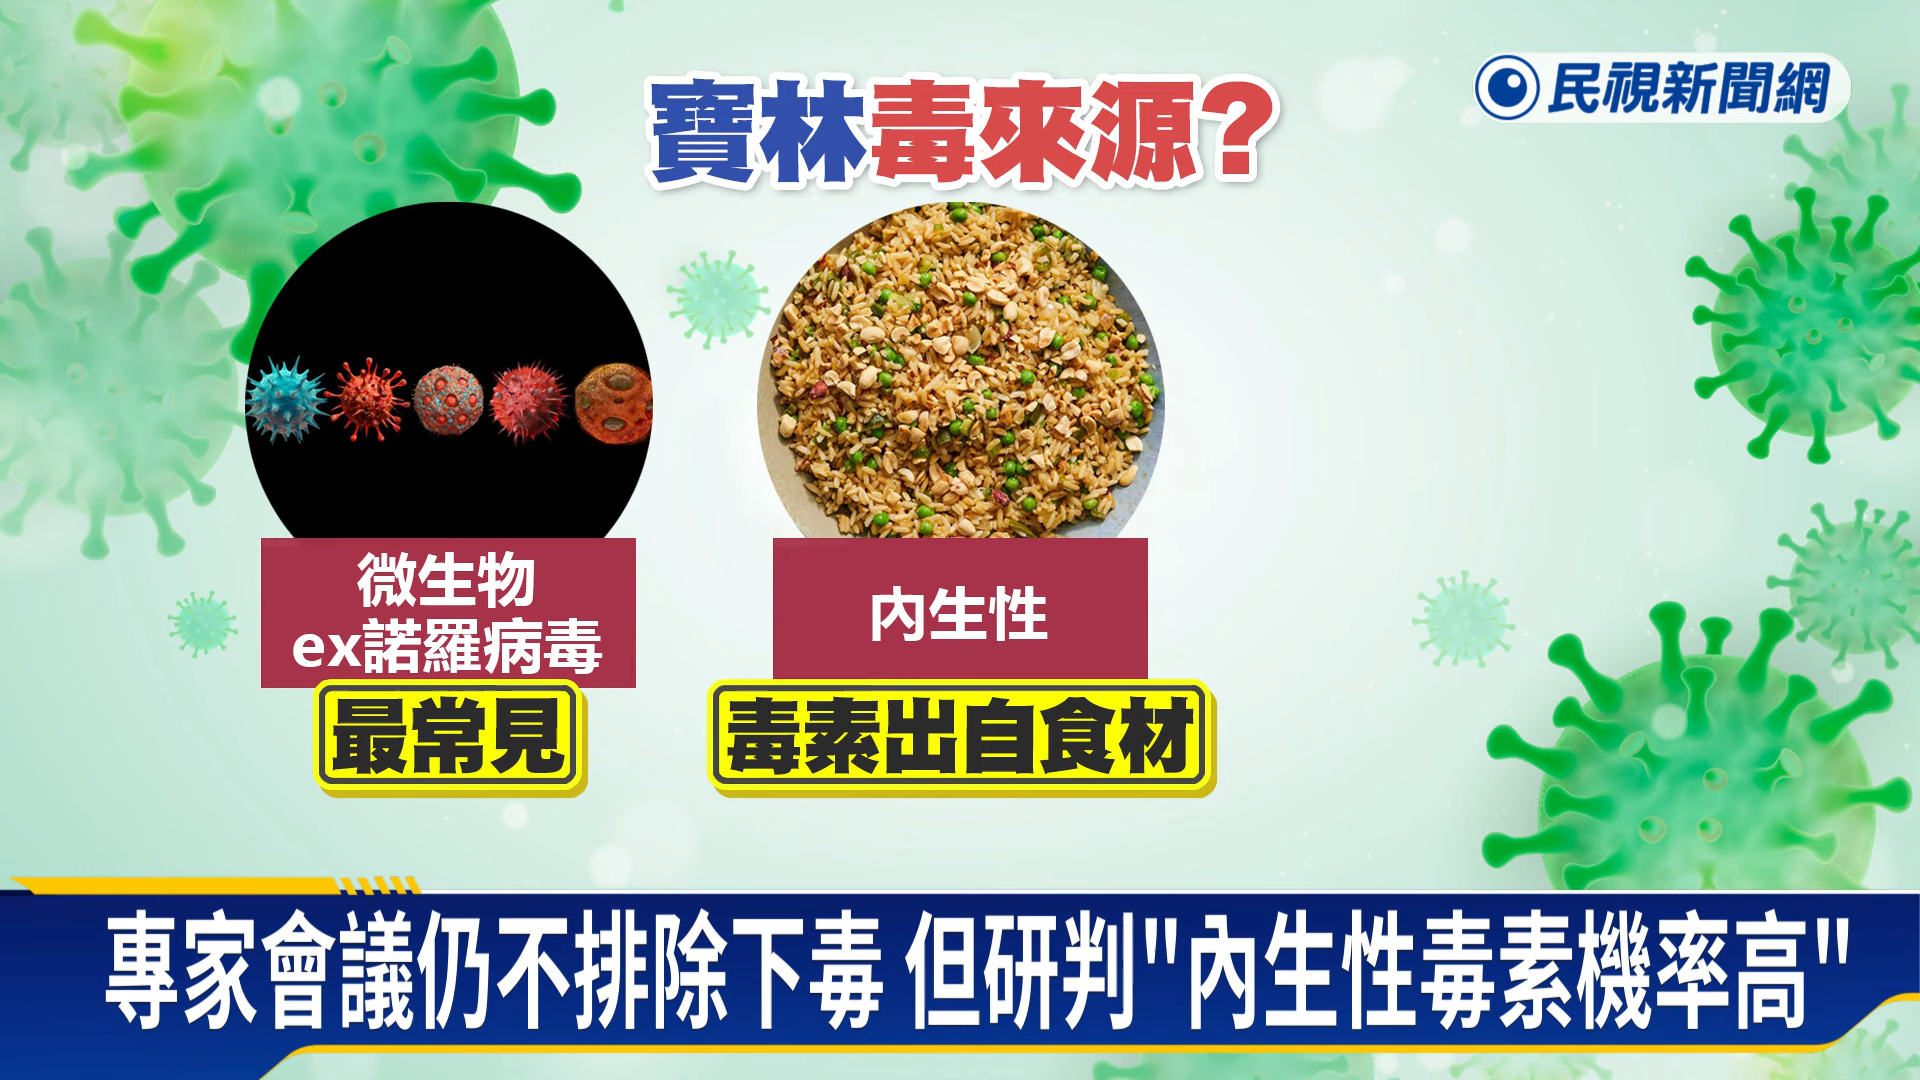 民視新聞網
寶林毒來源?
微生物
ex諾羅病毒
最常見
內生性
毒素出自食材
專家會議仍不排除下毒 但研判"內生性毒素機率高"